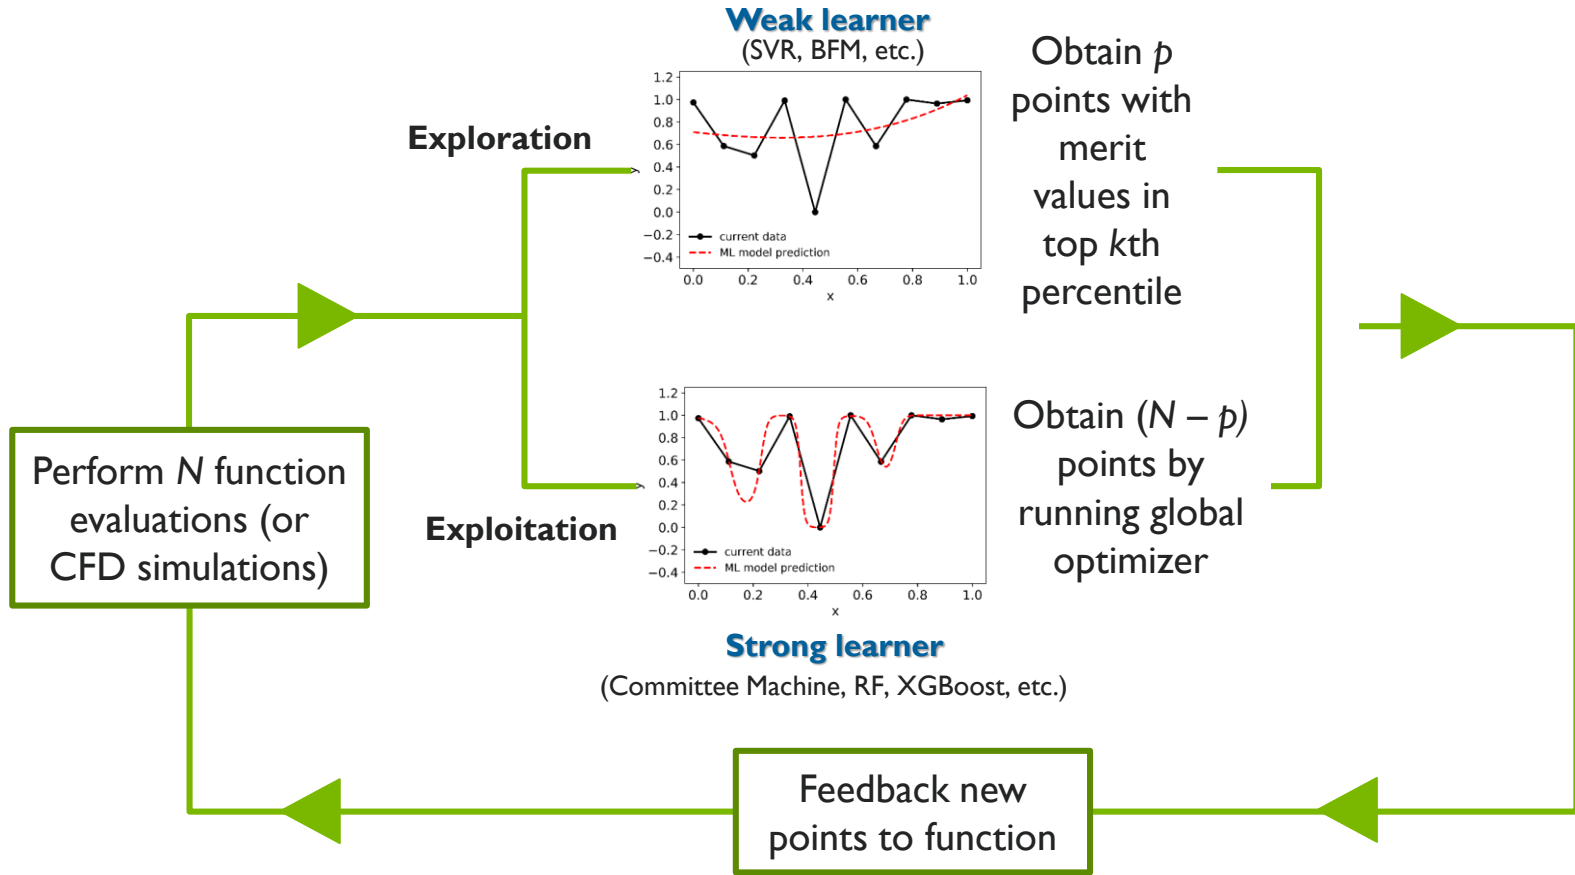 Weak learner
(SVR, BFM, etc.)
Exploration
1.2
1.0
0.8
0.6
0.4
0.2
0.0
−0.2
−0.4
y
current data
ML model prediction
0.0 0.2 0.4 0.6 0.8 1.0
x
Obtain p
points with
merit
values in
top kth
percentile
Perform N function
evaluations (or
CFD simulations)
Exploitation
1.2
1.0
0.8
0.6
0.4
0.2
0.0
−0.2
−0.4
y
current data
ML model prediction
0.0 0.2 0.4 0.6 0.8 1.0
x
Obtain (N – p)
points by
running global
optimizer
Strong learner
(Committee Machine, RF, XGBoost, etc.)
Feedback new
points to function